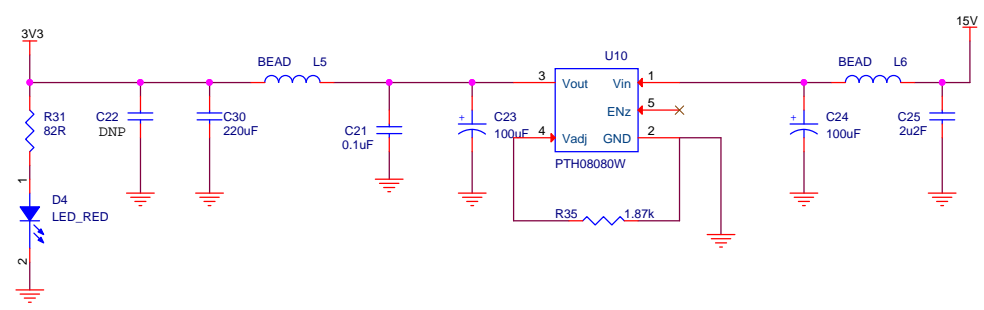 15V
3V3
U10
BEAD L5
BEAD L6
3 Vout Vin 1
ENz 5
4 Vadj GND 2
PTH08080W
R31
82R
C22
DNP
C30
220uF
C21
0.1uF
C23
100uF
+
C24
100uF
+
C25
2u2F
1
D4
LED_RED
2
R35 1.87k